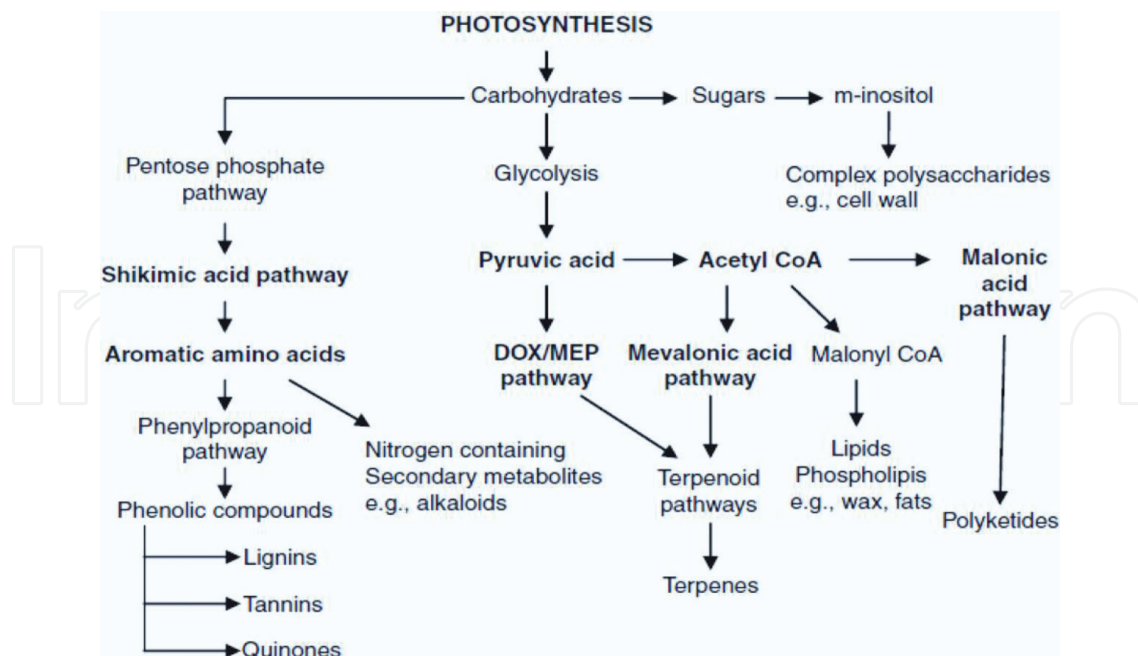 PHOTOSYNTHESIS
Carbohydrates
Sugars
m-inositol
Pentose phosphate
pathway
Glycolysis
Complex polysaccharides
e.g., cell wall
Shikimic acid pathway
Pyruvic acid
Acetyl CoA
Malonic
acid
pathway
Aromatic amino acids
DOX/MEP
pathway
Mevalonic acid
pathway
Malonyl CoA
Phenylpropanoid
pathway
Nitrogen containing
Secondary metabolites
e.g., alkaloids
Terpenoid
pathways
Lipids
Phospholipis
e.g., wax, fats
Phenolic compounds
Polyketides
Lignins
Terpenes
Tannins
Quinones